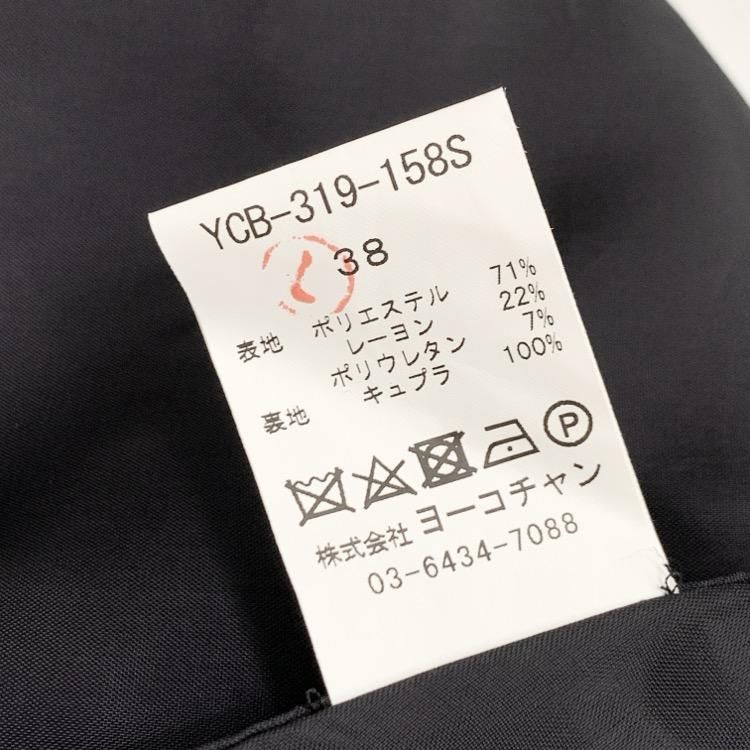 YCB-319-158S
38
表地 ポリエステル 71%
レーヨン 22%
ポリウレタン 7%
裏地 キュプラ 100%
P
株式会社 ヨーコチャン
03-6434-7088